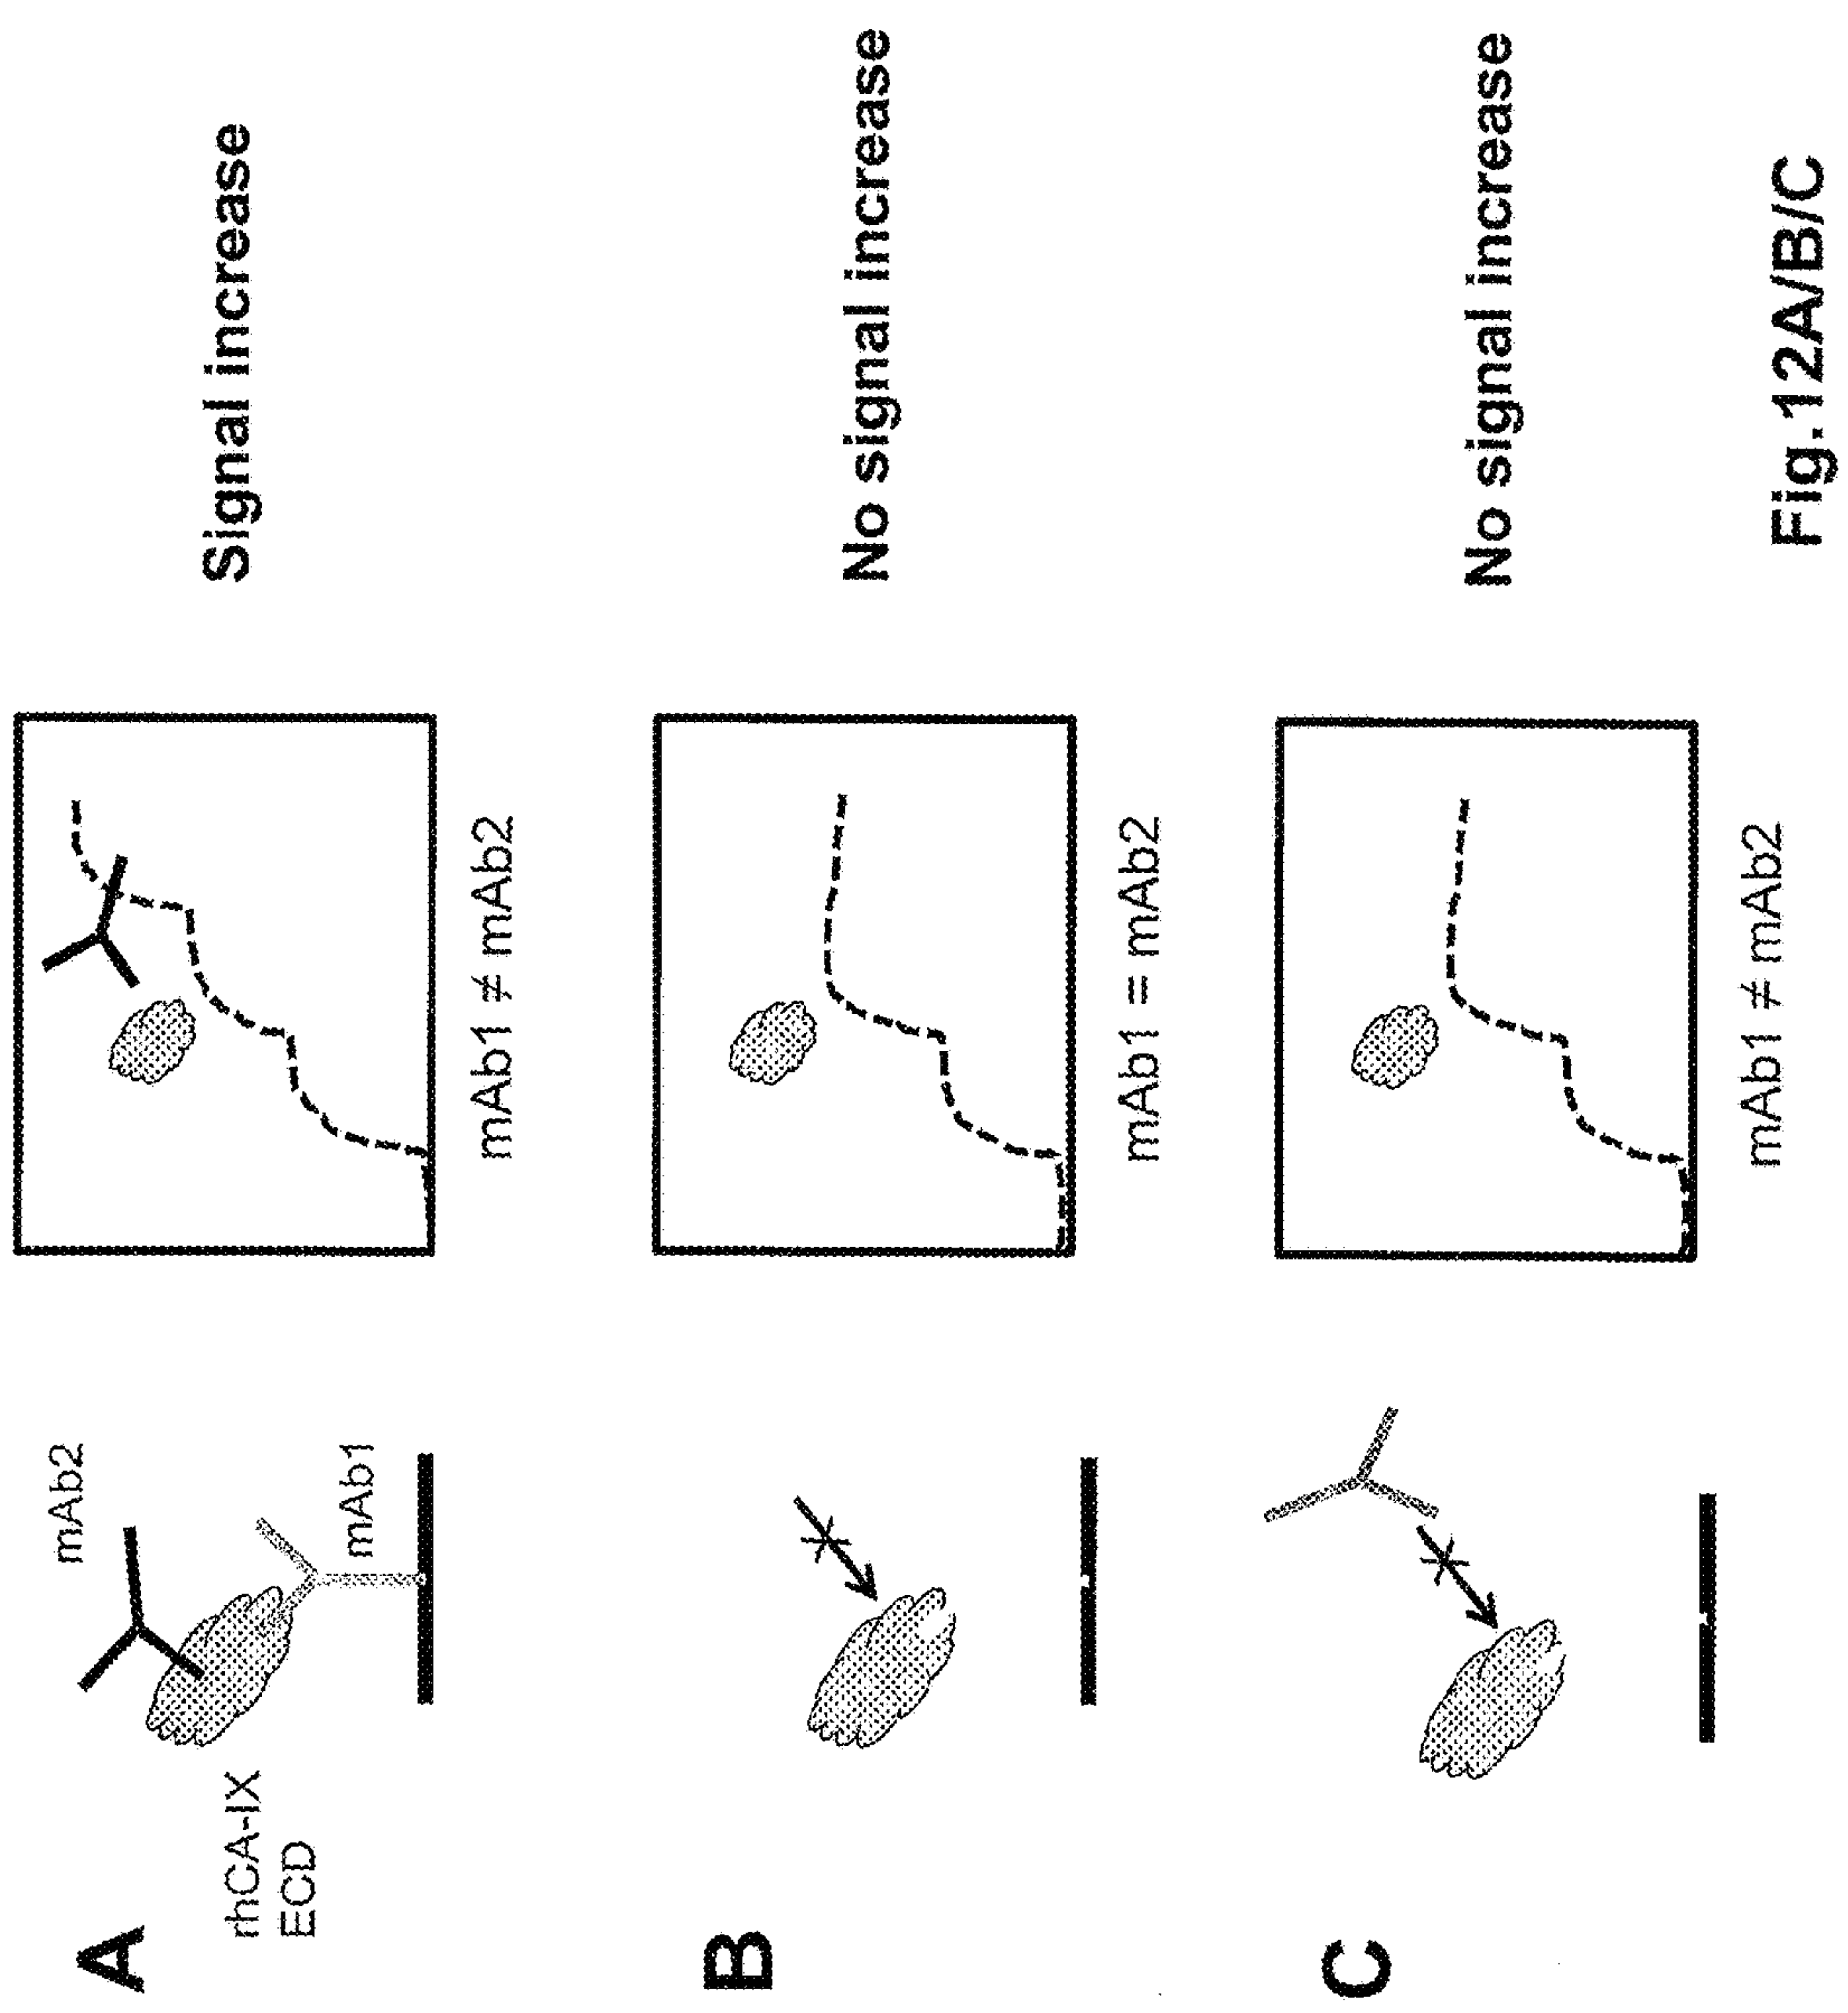 A
rhCA-IX
ECD
mAb2
mAb1
mAb1 ≠ mAb2
Signal increase
B
mAb1 = mAb2
No signal increase
C
mAb1 ≠ mAb2
No signal increase
Fig.12A/B/C